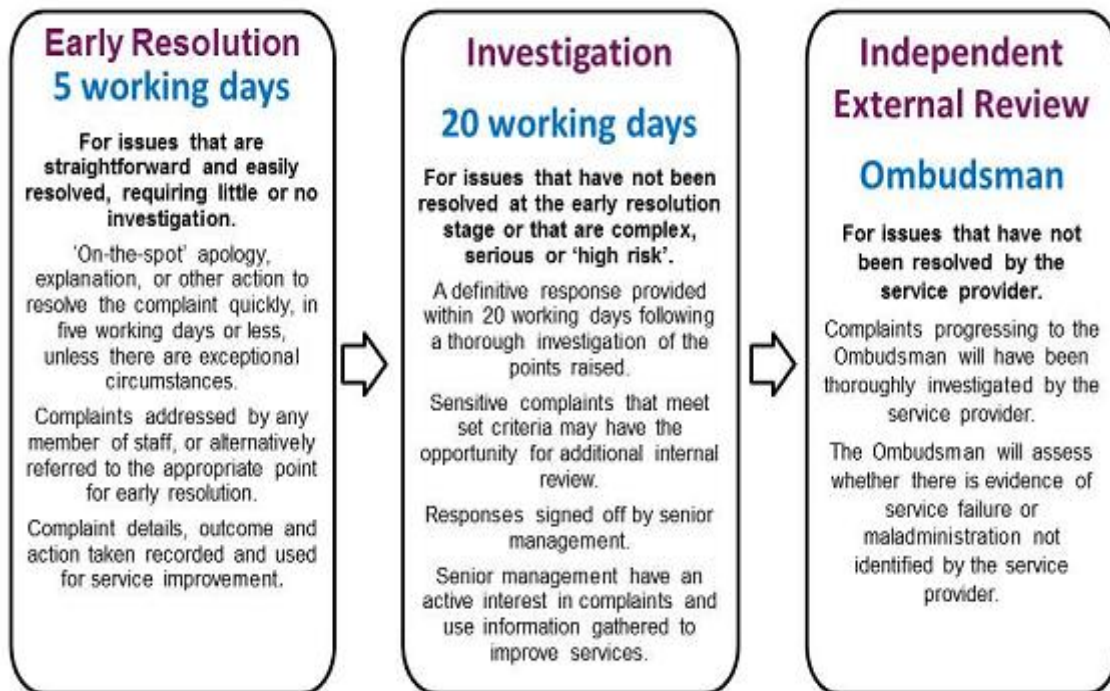 Early Resolution
5 working days
For issues that are
straightforward and easily
resolved, requiring little or no
investigation.
‘On-the-spot’ apology,
explanation, or other action to
resolve the complaint quickly, in
five working days or less,
unless there are exceptional
circumstances.
Complaints addressed by any
member of staff, or alternatively
referred to the appropriate point
for early resolution.
Complaint details, outcome and
action taken recorded and used
for service improvement.
Investigation
20 working days
For issues that have not been
resolved at the early resolution
stage or that are complex,
serious or ‘high risk’.
A definitive response provided
within 20 working days following
a thorough investigation of the
points raised.
Sensitive complaints that meet
set criteria may have the
opportunity for additional internal
review.
Responses signed off by senior
management.
Senior management have an
active interest in complaints and
use information gathered to
improve services.
Independent
External Review
Ombudsman
For issues that have not
been resolved by the
service provider.
Complaints progressing to the
Ombudsman will have been
thoroughly investigated by the
service provider.
The Ombudsman will assess
whether there is evidence of
service failure or
maladministration not
identified by the service
provider.